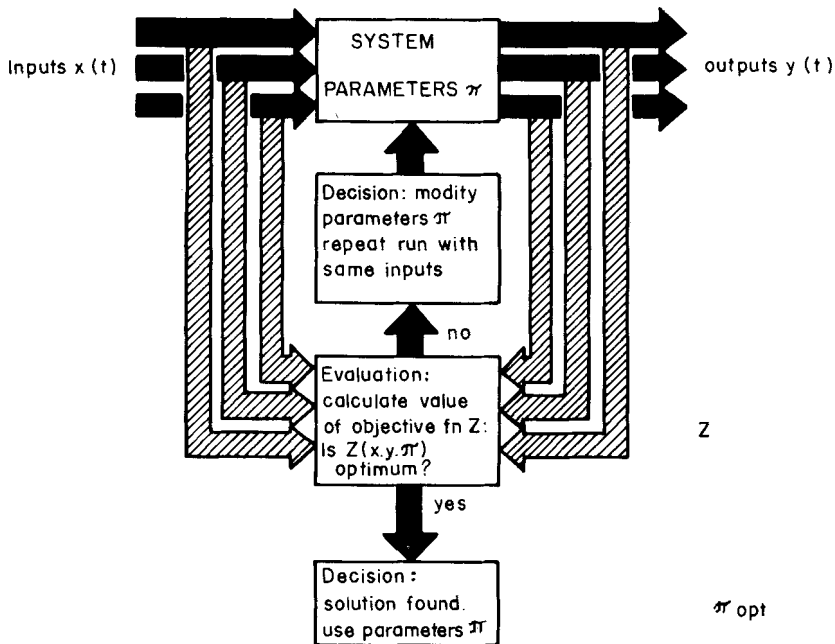 SYSTEM
Inputs x (t)
outputs y (t)
PARAMETERS π
Decision: modity
parameters π
repeat run with
same inputs
no
Evaluation:
calculate value
of objective fn Z:
Is Z(x.y.π)
optimum?
Z
yes
Decision:
solution found.
use parameters π
π opt